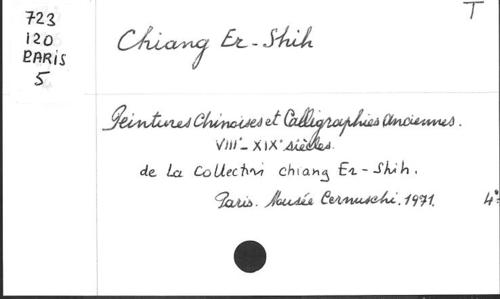 T
723
120
PARIS
5
Chiang Er-Shih
Peintures Chinoises et Calligraphies Anciennes.
VIII°-XIX° siècles.
de La Collection Chiang Er-Shih.
Paris. Musée Cernuschi. 1971. 4°